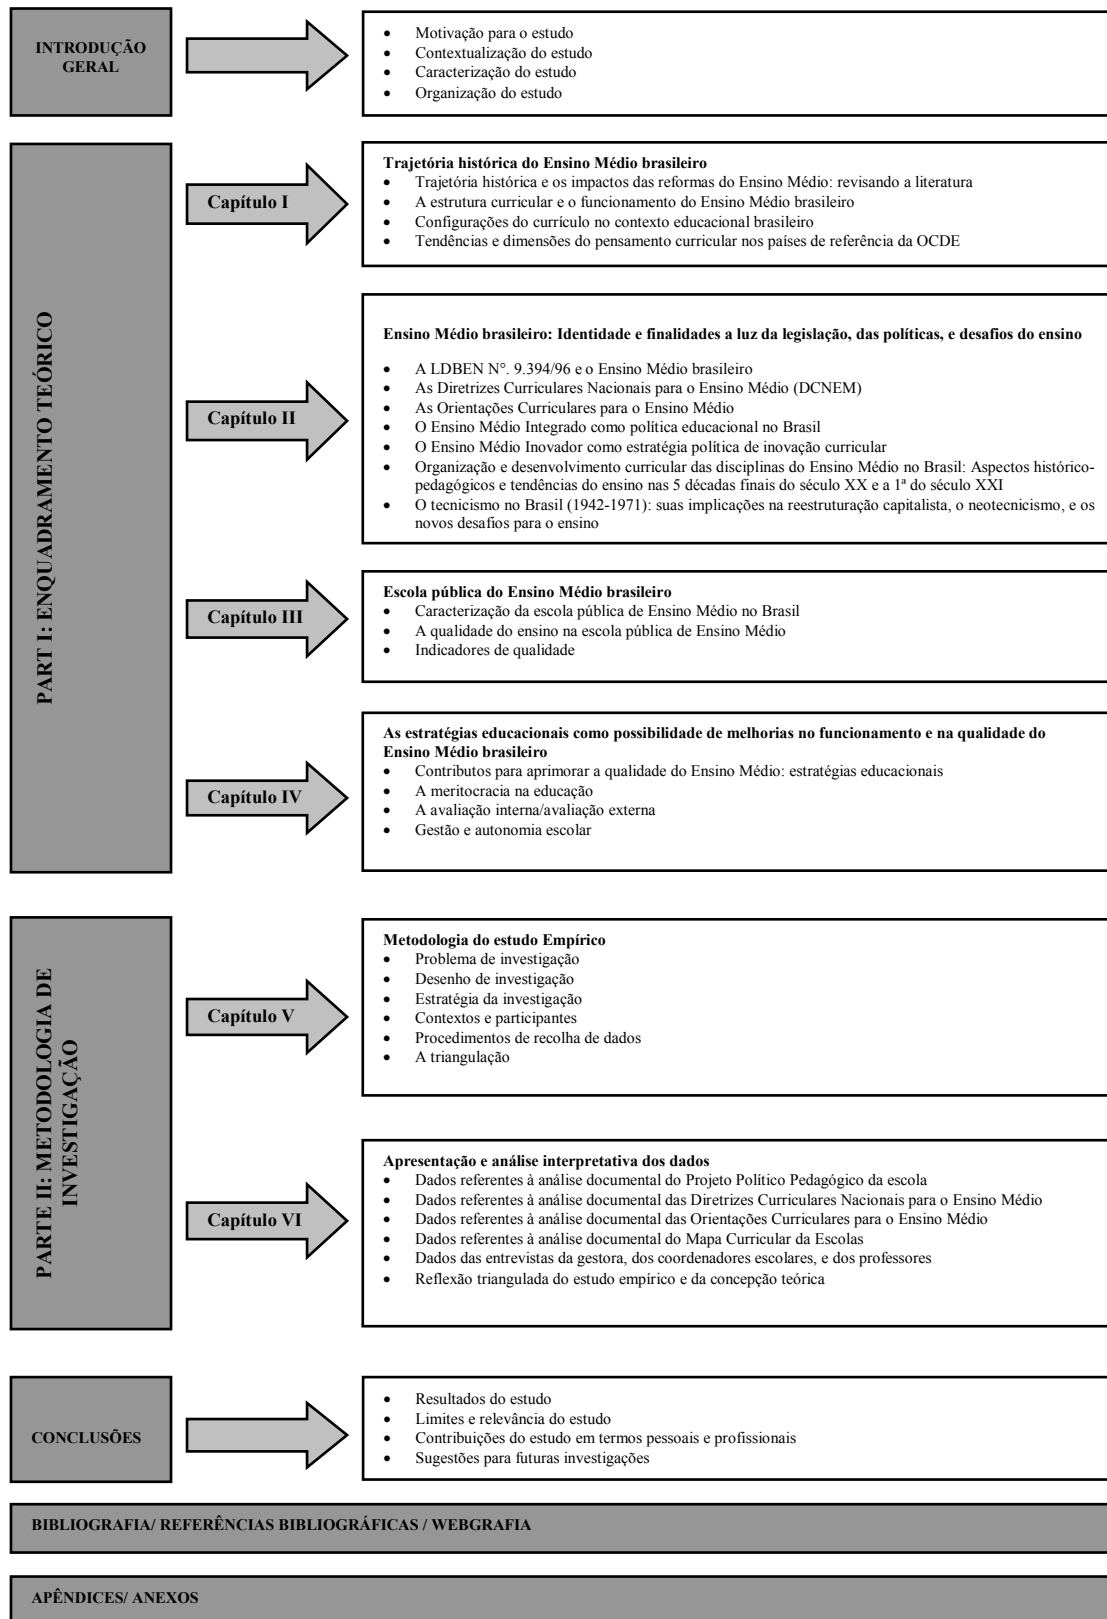 INTRODUÇÃO
GERAL
• Motivação para o estudo
• Contextualização do estudo
• Caracterização do estudo
• Organização do estudo
PART I: ENQUADRAMENTO TEÓRICO
Capítulo I
Trajetória histórica do Ensino Médio brasileiro
• Trajetória histórica e os impactos das reformas do Ensino Médio: revisando a literatura
• A estrutura curricular e o funcionamento do Ensino Médio brasileiro
• Configurações do currículo no contexto educacional brasileiro
• Tendências e dimensões do pensamento curricular nos países de referência da OCDE
Capítulo II
Ensino Médio brasileiro: Identidade e finalidades a luz da legislação, das políticas, e desafios do ensino
• A LDBEN N°. 9.394/96 e o Ensino Médio brasileiro
• As Diretrizes Curriculares Nacionais para o Ensino Médio (DCNEM)
• As Orientações Curriculares para o Ensino Médio
• O Ensino Médio Integrado como política educacional no Brasil
• O Ensino Médio Inovador como estratégia política de inovação curricular
• Organização e desenvolvimento curricular das disciplinas do Ensino Médio no Brasil: Aspectos histórico-
pedagógicos e tendências do ensino nas 5 décadas finais do século XX e a 1ª do século XXI
• O tecnicismo no Brasil (1942-1971): suas implicações na reestruturação capitalista, o neotecnicismo, e os
novos desafios para o ensino
Capítulo III
Escola pública do Ensino Médio brasileiro
• Caracterização da escola pública de Ensino Médio no Brasil
• A qualidade do ensino na escola pública de Ensino Médio
• Indicadores de qualidade
Capítulo IV
As estratégias educacionais como possibilidade de melhorias no funcionamento e na qualidade do
Ensino Médio brasileiro
• Contributos para aprimorar a qualidade do Ensino Médio: estratégias educacionais
• A meritocracia na educação
• A avaliação interna/avaliação externa
• Gestão e autonomia escolar
PARTE II: METODOLOGIA DE
INVESTIGAÇÃO
Capítulo V
Metodologia do estudo Empírico
• Problema de investigação
• Desenho de investigação
• Estratégia da investigação
• Contextos e participantes
• Procedimentos de recolha de dados
• A triangulação
Capítulo VI
Apresentação e análise interpretativa dos dados
• Dados referentes à análise documental do Projeto Político Pedagógico da escola
• Dados referentes à análise documental das Diretrizes Curriculares Nacionais para o Ensino Médio
• Dados referentes à análise documental das Orientações Curriculares para o Ensino Médio
• Dados referentes à análise documental do Mapa Curricular da Escolas
• Dados das entrevistas da gestora, dos coordenadores escolares, e dos professores
• Reflexão triangulada do estudo empírico e da concepção teórica
CONCLUSÕES
• Resultados do estudo
• Limites e relevância do estudo
• Contribuições do estudo em termos pessoais e profissionais
• Sugestões para futuras investigações
BIBLIOGRAFIA/ REFERÊNCIAS BIBLIOGRÁFICAS / WEBGRAFIA
APÊNDICES/ ANEXOS